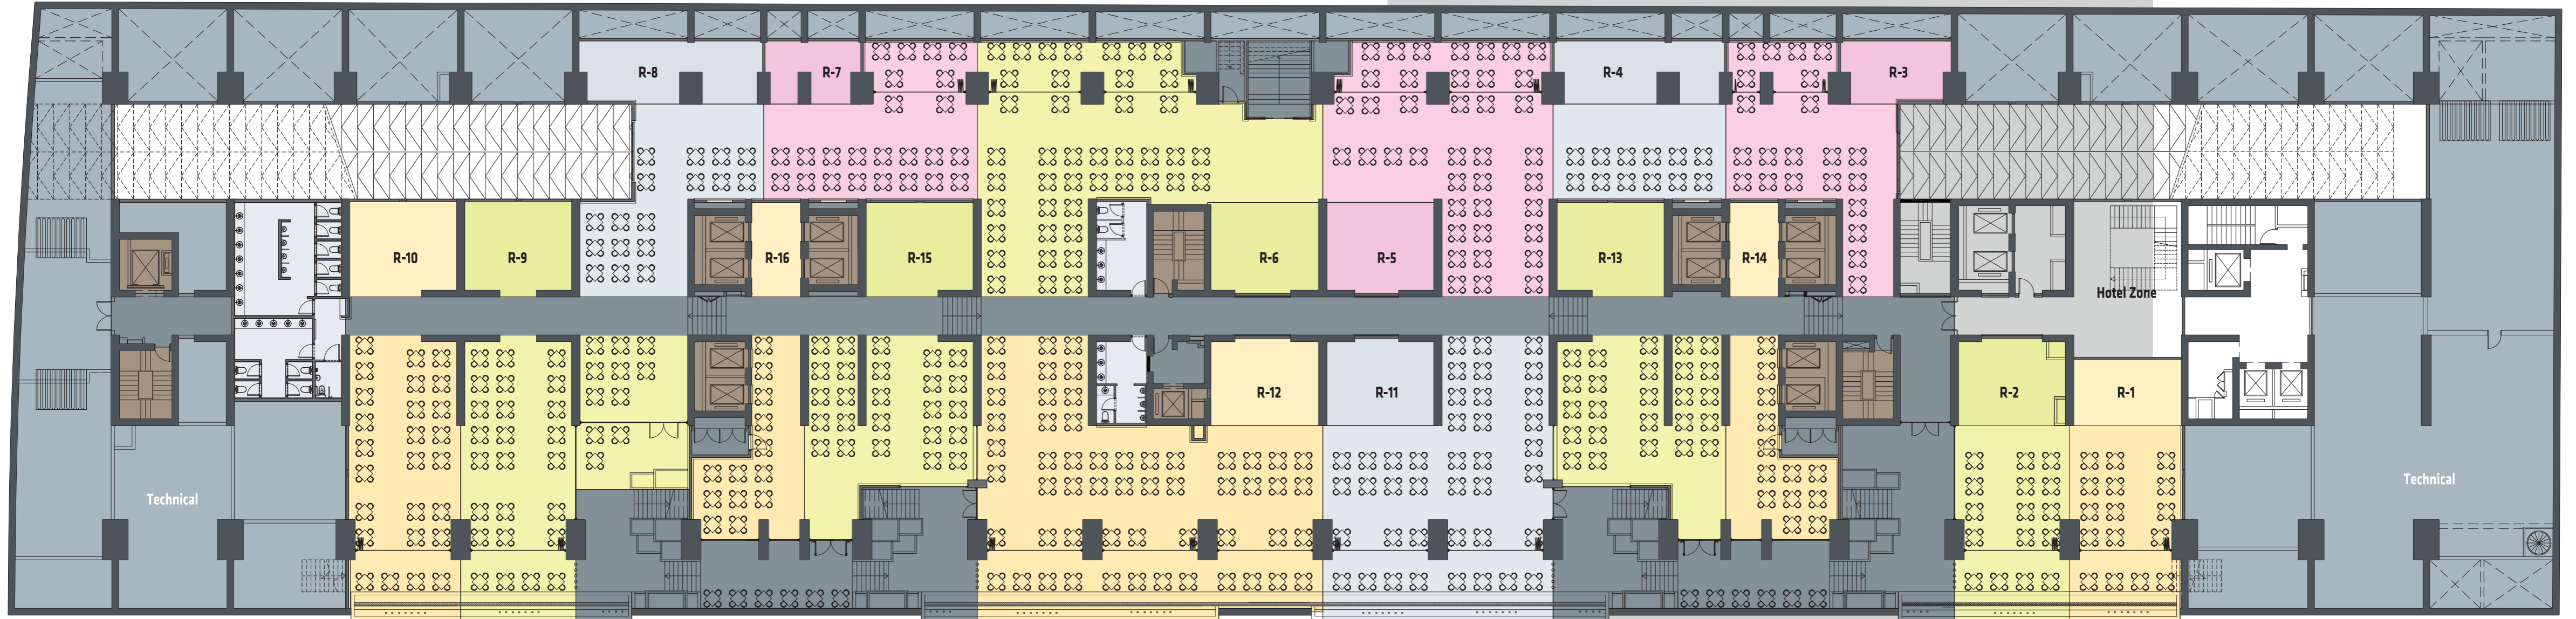 R-8
R-7
R-4
R-3
R-10
R-9
R-16
R-15
R-6
R-5
R-13
R-14
Hotel Zone
R-12
R-11
R-2
R-1
Technical
Technical